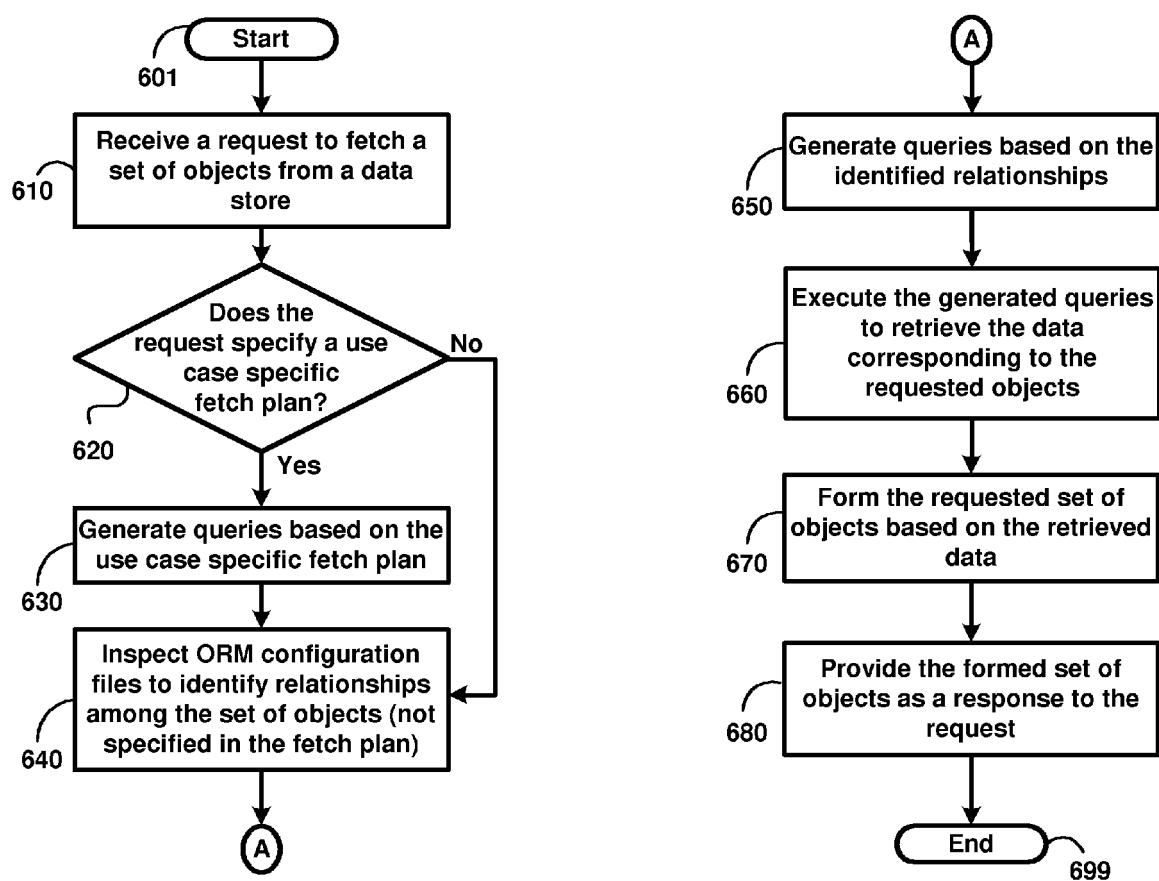 Start
601
Receive a request to fetch a
set of objects from a data
store
610
Does the
request specify a use
case specific
fetch plan?
No
620
Yes
Generate queries based on the
use case specific fetch plan
630
Inspect ORM configuration
files to identify relationships
among the set of objects (not
specified in the fetch plan)
640
A
A
Generate queries based on the
identified relationships
650
Execute the generated queries
to retrieve the data
corresponding to the
requested objects
660
Form the requested set of
objects based on the retrieved
data
670
Provide the formed set of
objects as a response to the
request
680
End
699